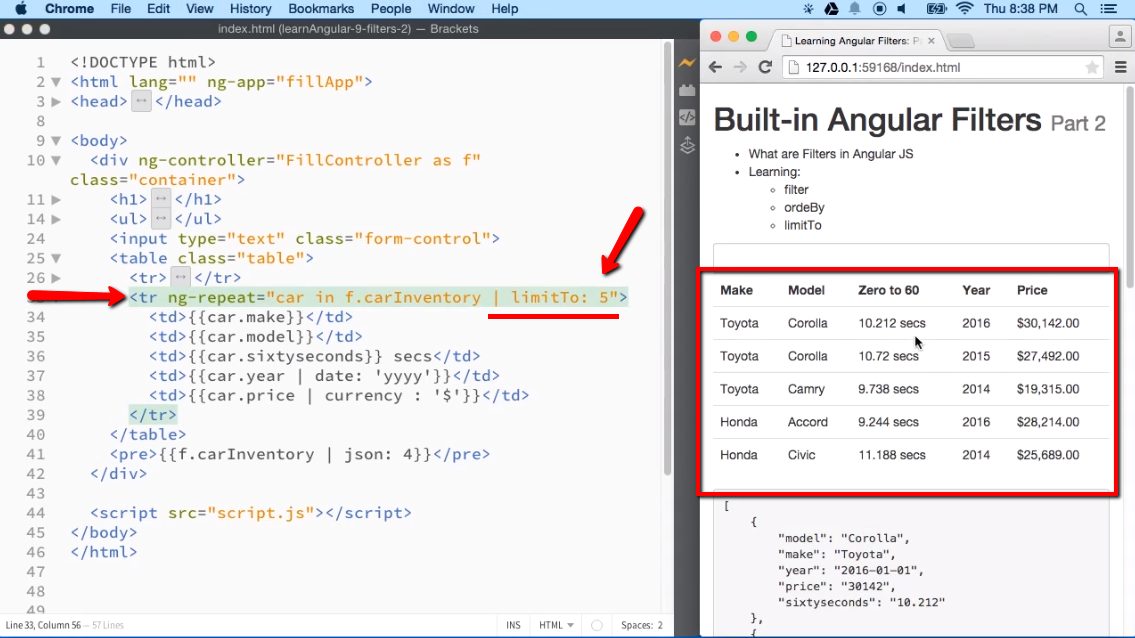 Chrome File Edit View History Bookmarks People Window Help Thu 8:38 PM
index.html (learnAngular-9-filters-2) — Brackets
1 <!DOCTYPE html>
2 <html lang="" ng-app="fillApp">
3 <head> ↔ </head>
8
9 <body>
10 <div ng-controller="FillController as f"
class="container">
11 <h1> ↔ </h1>
14 <ul> ↔ </ul>
24 <input type="text" class="form-control">
25 <table class="table">
26 <tr> ↔ </tr>
<tr ng-repeat="car in f.carInventory | limitTo: 5">
34 <td>{{car.make}}</td>
35 <td>{{car.model}}</td>
36 <td>{{car.sixtyseconds}} secs</td>
37 <td>{{car.year | date: 'yyyy'}}</td>
38 <td>{{car.price | currency : '$'}}</td>
39 </tr>
40 </table>
41 <pre>{{f.carInventory | json: 4}}</pre>
42 </div>
43
44 <script src="script.js"></script>
45 </body>
46 </html>
47
48
49
Line 33, Column 56 — 57 Lines
INS HTML Spaces: 2
Learning Angular Filters: P
127.0.0.1:59168/index.html
Built-in Angular Filters Part 2
What are Filters in Angular JS
Learning:
filter
ordeBy
limitTo
Make Model Zero to 60 Year Price
Toyota Corolla 10.212 secs 2016 $30,142.00
Toyota Corolla 10.72 secs 2015 $27,492.00
Toyota Camry 9.738 secs 2014 $19,315.00
Honda Accord 9.244 secs 2016 $28,214.00
Honda Civic 11.188 secs 2014 $25,689.00
[
{
"model": "Corolla",
"make": "Toyota",
"year": "2016-01-01",
"price": "30142",
"sixtyseconds": "10.212"
},
{